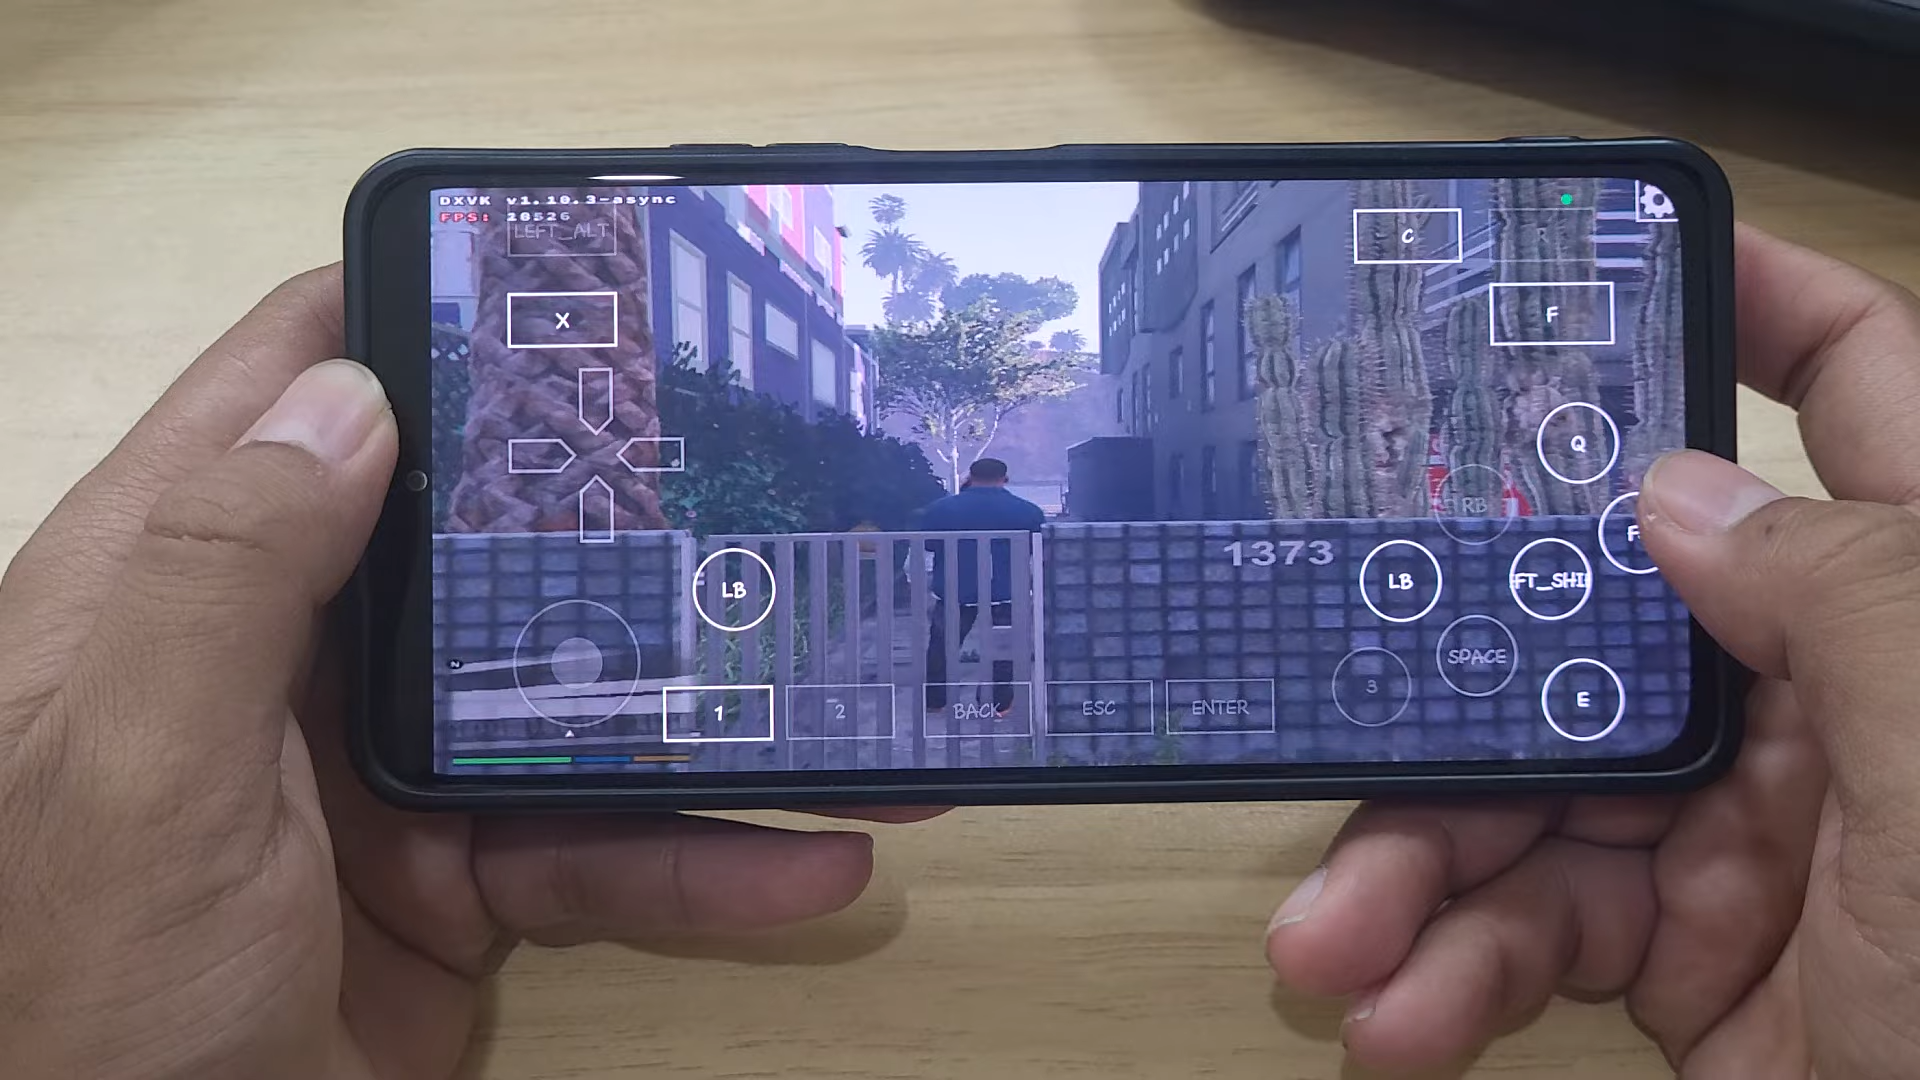 DXVK v1.10.3-async
FPS:
LEFT_ALT
C
X
F
Q
RB
1373
LB
LB
FT_SHI
SPACE
3
E
N
1
2
BACK
ESC
ENTER